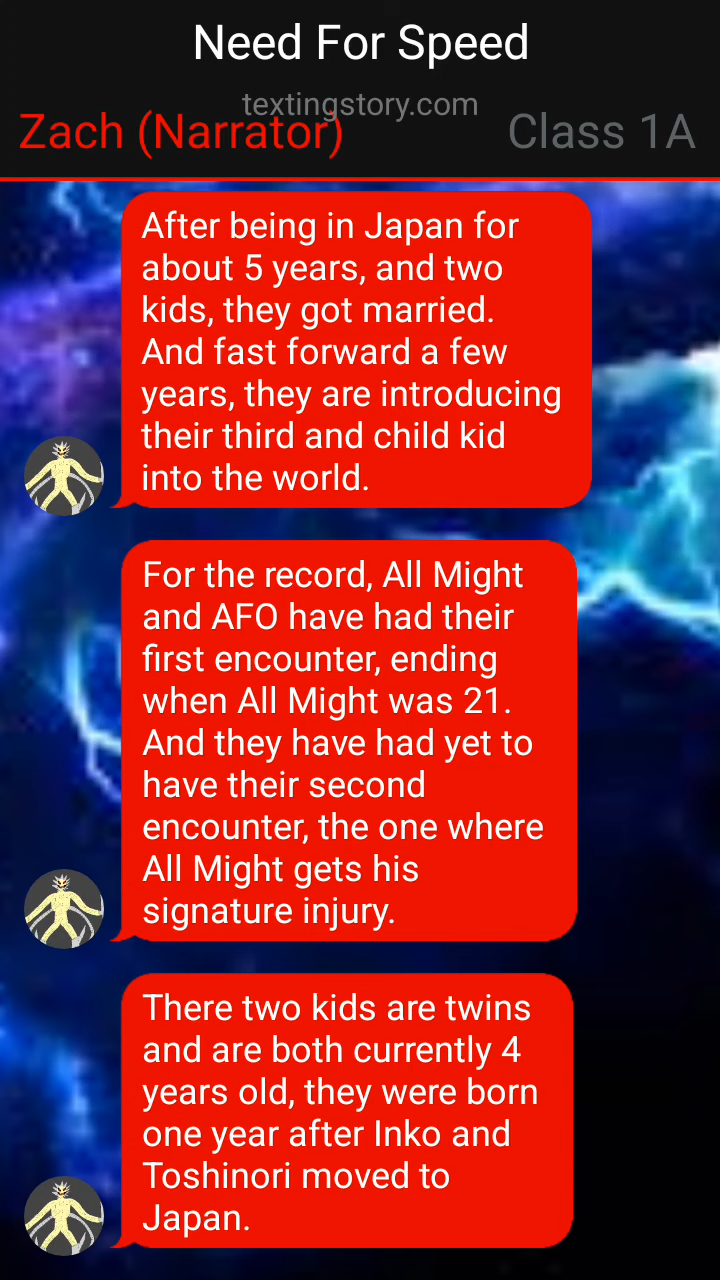 Need For Speed
textingstory.com
Zach (Narrator) Class 1A
After being in Japan for
about 5 years, and two
kids, they got married.
And fast forward a few
years, they are introducing
their third and child kid
into the world.
For the record, All Might
and AFO have had their
first encounter, ending
when All Might was 21.
And they have had yet to
have their second
encounter, the one where
All Might gets his
signature injury.
There two kids are twins
and are both currently 4
years old, they were born
one year after Inko and
Toshinori moved to
Japan.